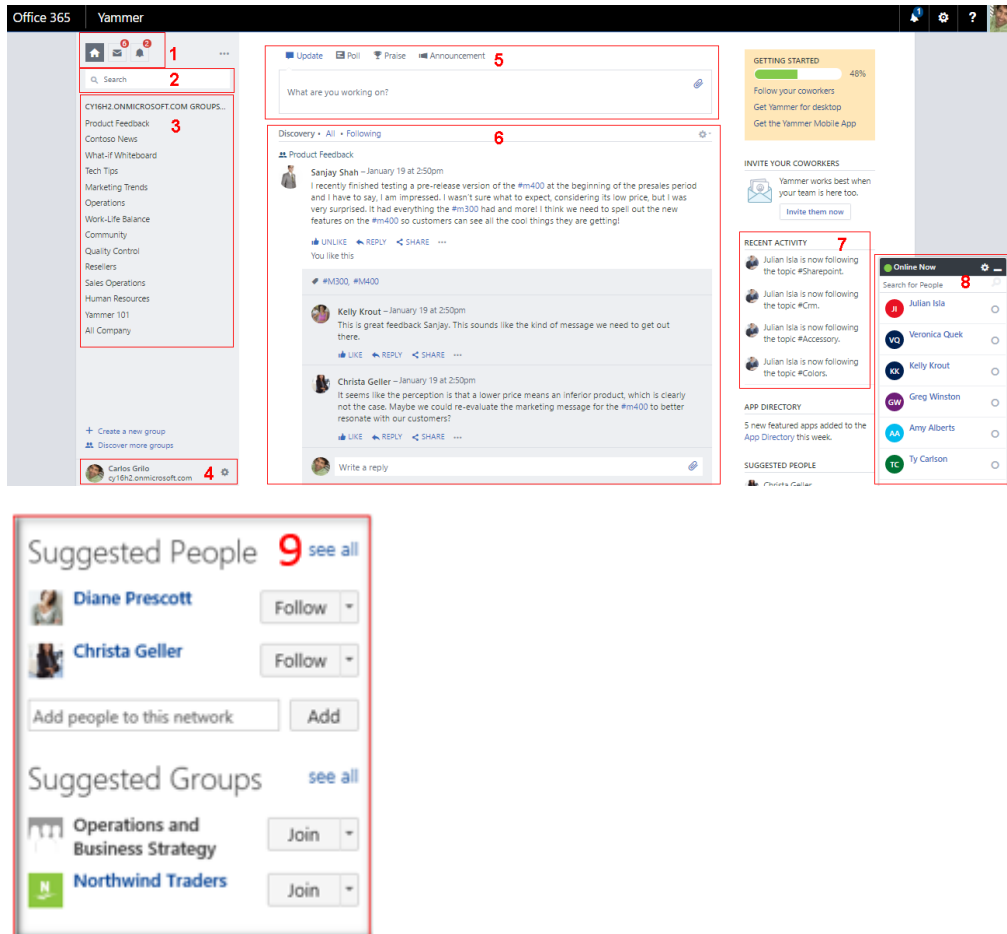 Office 365 Yammer 1 ?
6 2 1
Search 2
CY16H2.ONMICROSOFT.COM GROUPS...
Product Feedback 3
Contoso News
What-if Whiteboard
Tech Tips
Marketing Trends
Operations
Work-Life Balance
Community
Quality Control
Resellers
Sales Operations
Human Resources
Yammer 101
All Company
+ Create a new group
Discover more groups
Carlos Grilo 4
cy16h2.onmicrosoft.com
Update Poll Praise Announcement 5
What are you working on?
Discovery • All • Following 6
Product Feedback
Sanjay Shah – January 19 at 2:50pm
I recently finished testing a pre-release version of the #m400 at the beginning of the presales period
and I have to say, I am impressed. I wasn't sure what to expect, considering its low price, but I was
very surprised. It had everything the #m300 had and more! I think we need to spell out the new
features on the #m400 so customers can see all the cool things they are getting!
UNLIKE REPLY SHARE •••
You like this
#M300, #M400
Kelly Krout – January 19 at 2:50pm
This is great feedback Sanjay. This sounds like the kind of message we need to get out
there.
LIKE REPLY SHARE •••
Christa Geller – January 19 at 2:50pm
It seems like the perception is that a lower price means an inferior product, which is clearly
not the case. Maybe we could re-evaluate the marketing message for the #m400 to better
resonate with our customers?
LIKE REPLY SHARE •••
Write a reply
GETTING STARTED
48%
Follow your coworkers
Get Yammer for desktop
Get the Yammer Mobile App
INVITE YOUR COWORKERS
Yammer works best when
your team is here too.
Invite them now
RECENT ACTIVITY 7
Julian Isla is now following
the topic #Sharepoint.
Julian Isla is now following
the topic #Crm.
Julian Isla is now following
the topic #Accessory.
Julian Isla is now following
the topic #Colors.
APP DIRECTORY
5 new featured apps added to the
App Directory this week.
SUGGESTED PEOPLE
Christa Geller
Online Now
Search for People 8
JI Julian Isla
VQ Veronica Quek
KK Kelly Krout
GW Greg Winston
AA Amy Alberts
TC Ty Carlson
Suggested People 9 see all
Diane Prescott Follow
Christa Geller Follow
Add people to this network Add
Suggested Groups see all
Operations and
Business Strategy Join
N Northwind Traders Join